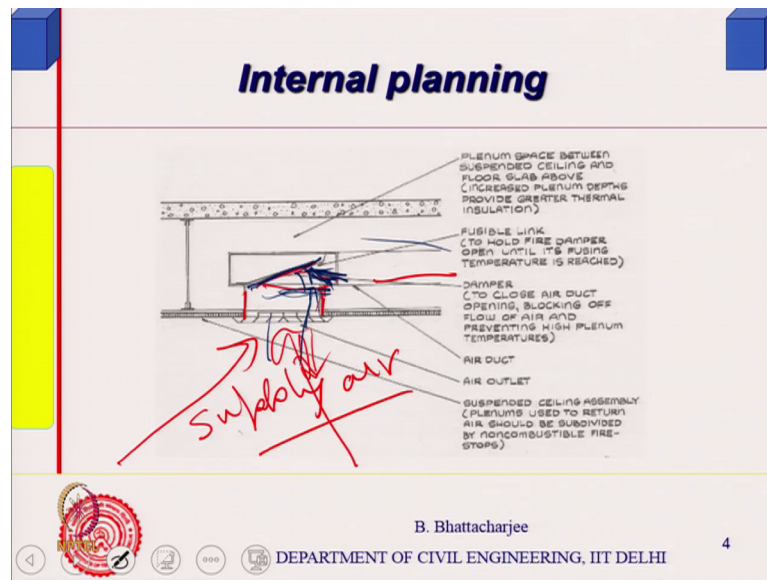 Internal planning
PLENUM SPACE BETWEEN
SUSPENDED CEILING AND
FLOOR SLAB ABOVE
(INCREASED PLENUM DEPTHS
PROVIDE GREATER THERMAL
INSULATION)
FUSIBLE LINK
(TO HOLD FIRE DAMPER
OPEN UNTIL ITS FUSING
TEMPERATURE IS REACHED)
DAMPER
(TO CLOSE AIR DUCT
OPENING, BLOCKING OFF
FLOW OF AIR AND
PREVENTING HIGH PLENUM
TEMPERATURES)
AIR DUCT
AIR OUTLET
SUSPENDED CEILING ASSEMBLY
(PLENUMS USED TO RETURN
AIR SHOULD BE SUBDIVIDED
BY NONCOMBUSTIBLE FIRE-
STOPS)
Supply air
NPTEL
B. Bhattacharjee
DEPARTMENT OF CIVIL ENGINEERING, IIT DELHI
4